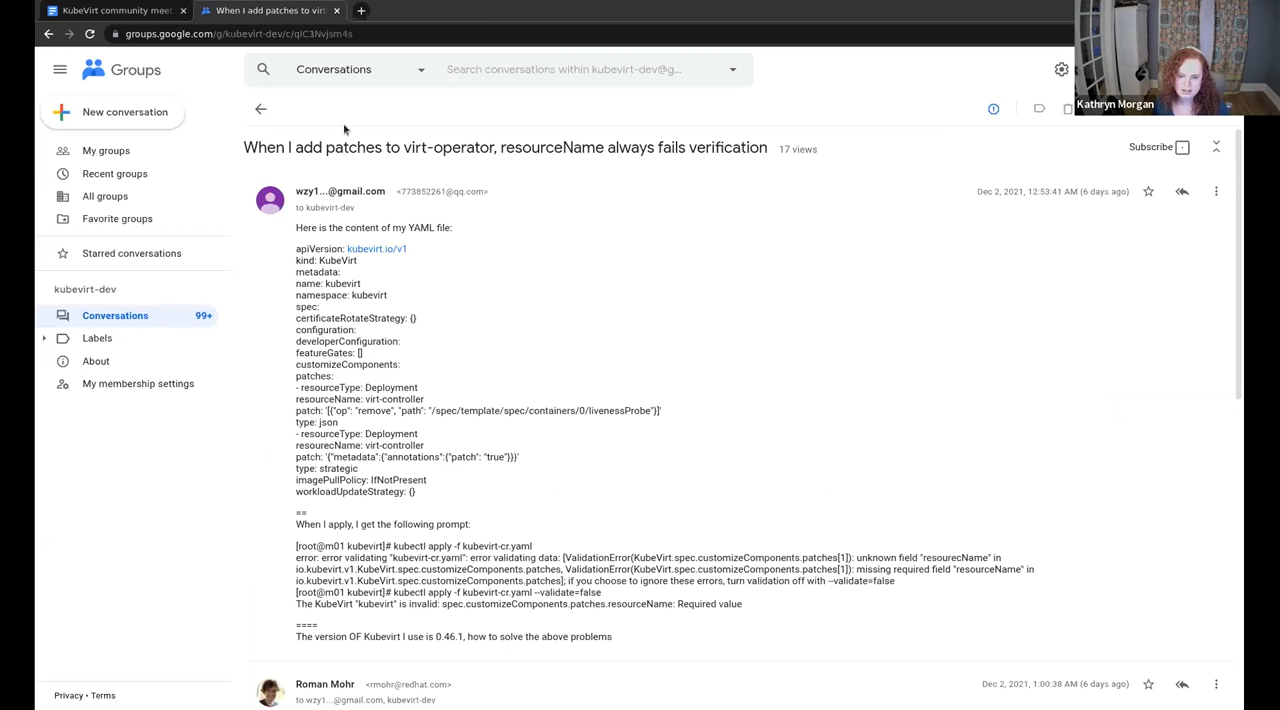 KubeVirt community meet
When I add patches to virt
groups.google.com/g/kubevirt-dev/c/qIC3Nvjsm4s
Groups
Conversations
Search conversations within kubevirt-dev@g...
Kathryn Morgan
New conversation
My groups
Recent groups
All groups
Favorite groups
Starred conversations
kubevirt-dev
Conversations 99+
Labels
About
My membership settings
Privacy • Terms
When I add patches to virt-operator, resourceName always fails verification 17 views
Subscribe
wzy1...@gmail.com <773852261@qq.com>
Dec 2, 2021, 12:53:41 AM (6 days ago)
to kubevirt-dev
Here is the content of my YAML file:
apiVersion: kubevirt.io/v1
kind: KubeVirt
metadata:
name: kubevirt
namespace: kubevirt
spec:
certificateRotateStrategy: {}
configuration:
developerConfiguration:
featureGates: []
customizeComponents:
patches:
- resourceType: Deployment
resourceName: virt-controller
patch: '[{"op": "remove", "path": "/spec/template/spec/containers/0/livenessProbe"}]'
type: json
- resourceType: Deployment
resourecName: virt-controller
patch: '{"metadata":{"annotations":{"patch": "true"}}}'
type: strategic
imagePullPolicy: IfNotPresent
workloadUpdateStrategy: {}
==
When I apply, I get the following prompt:
[root@m01 kubevirt]# kubectl apply -f kubevirt-cr.yaml
error: error validating "kubevirt-cr.yaml": error validating data: [ValidationError(KubeVirt.spec.customizeComponents.patches[1]): unknown field "resourecName" in
io.kubevirt.v1.KubeVirt.spec.customizeComponents.patches, ValidationError(KubeVirt.spec.customizeComponents.patches[1]): missing required field "resourceName" in
io.kubevirt.v1.KubeVirt.spec.customizeComponents.patches]; if you choose to ignore these errors, turn validation off with --validate=false
[root@m01 kubevirt]# kubectl apply -f kubevirt-cr.yaml --validate=false
The KubeVirt "kubevirt" is invalid: spec.customizeComponents.patches.resourceName: Required value
====
The version OF Kubevirt I use is 0.46.1, how to solve the above problems
Roman Mohr <rmohr@redhat.com>
Dec 2, 2021, 1:00:38 AM (6 days ago)
to wzy1...@gmail.com, kubevirt-dev